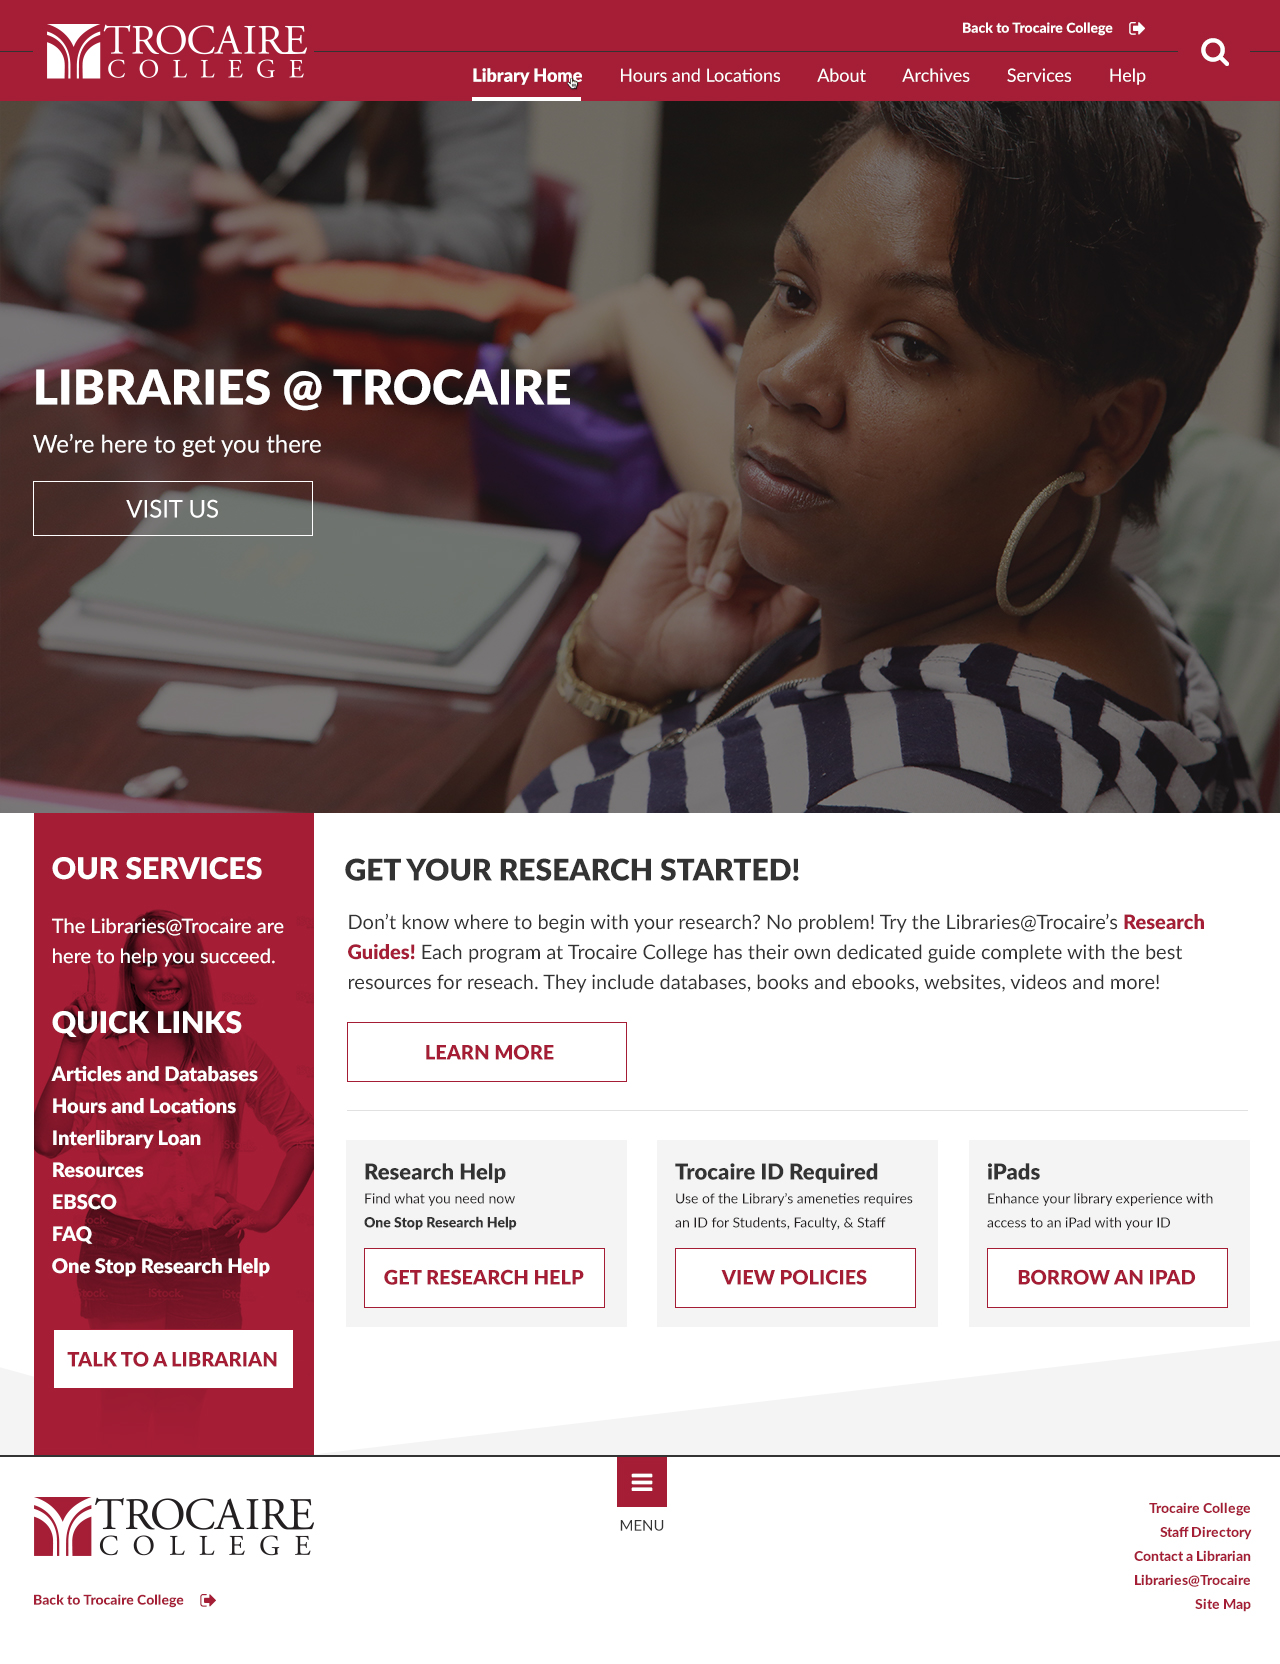 TROCAIRE
COLLEGE
Back to Trocaire College
Library Home
Hours and Locations
About
Archives
Services
Help
LIBRARIES @ TROCAIRE
We're here to get you there
VISIT US
OUR SERVICES
The Libraries@Trocaire are
here to help you succeed.
QUICK LINKS
Articles and Databases
Hours and Locations
Interlibrary Loan
Resources
EBSCO
FAQ
One Stop Research Help
iStock.
TALK TO A LIBRARIAN
GET YOUR RESEARCH STARTED!
Don't know where to begin with your research? No problem! Try the Libraries@Trocaire's Research
Guides! Each program at Trocaire College has their own dedicated guide complete with the best
resources for reseach. They include databases, books and ebooks, websites, videos and more!
LEARN MORE
Research Help
Find what you need now
One Stop Research Help
GET RESEARCH HELP
Trocaire ID Required
Use of the Library's ameneties requires
an ID for Students, Faculty, & Staff
VIEW POLICIES
iPads
Enhance your library experience with
access to an iPad with your ID
BORROW AN IPAD
TROCAIRE
COLLEGE
Back to Trocaire College
MENU
Trocaire College
Staff Directory
Contact a Librarian
Libraries@Trocaire
Site Map